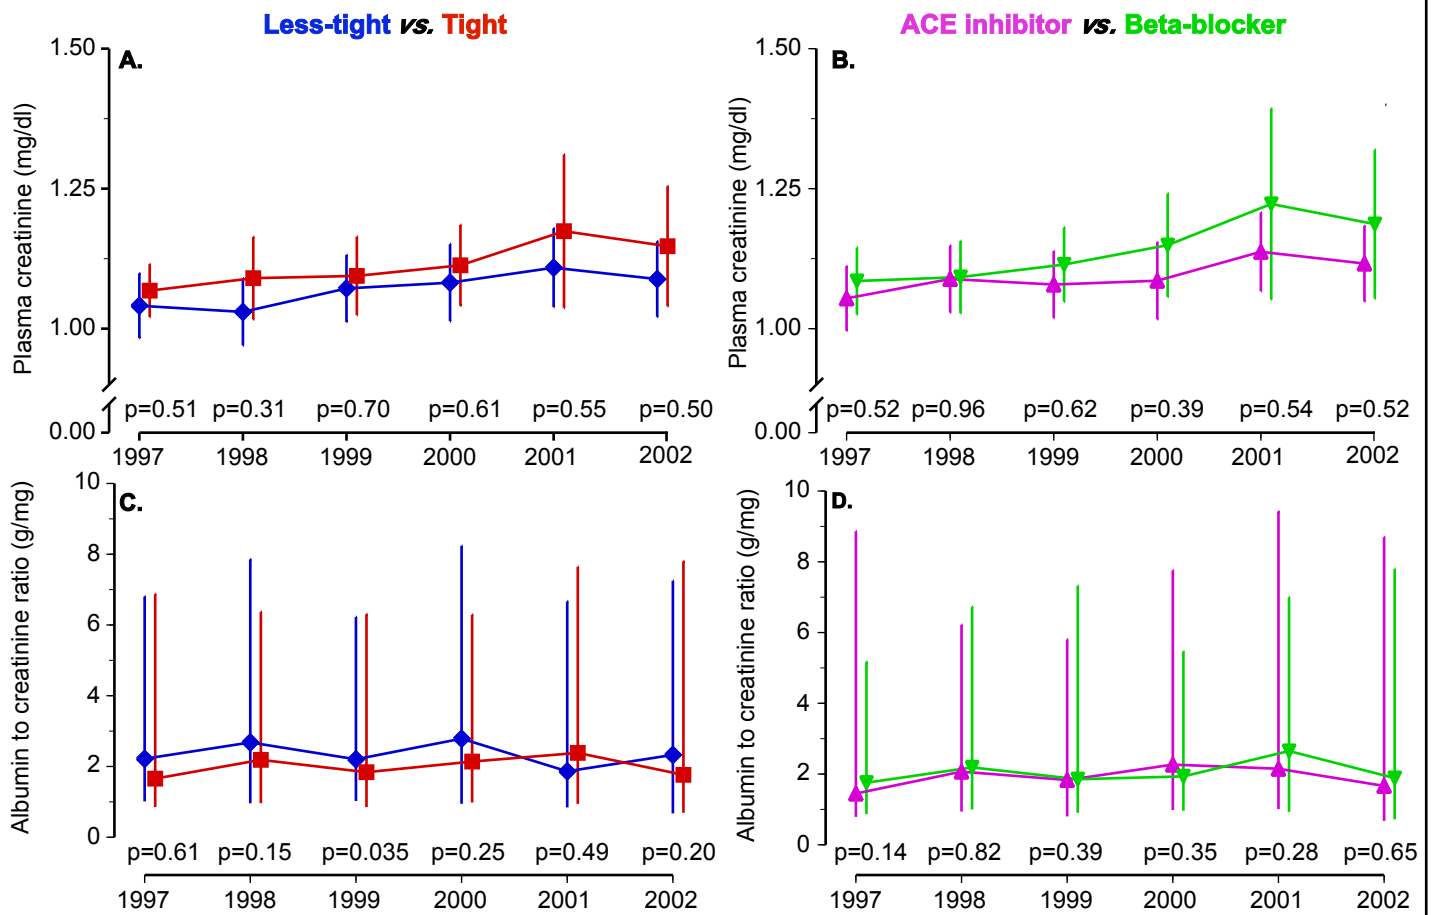 Less-tight vs. Tight
ACE inhibitor vs. Beta-blocker
A.
Plasma creatinine (mg/dl)
1.50
1.25
1.00
0.00
p=0.51 p=0.31 p=0.70 p=0.61 p=0.55 p=0.50
1997 1998 1999 2000 2001 2002
B.
Plasma creatinine (mg/dl)
1.50
1.25
1.00
0.00
p=0.52 p=0.96 p=0.62 p=0.39 p=0.54 p=0.52
1997 1998 1999 2000 2001 2002
C.
Albumin to creatinine ratio (g/mg)
10
8
6
4
2
0
p=0.61 p=0.15 p=0.035 p=0.25 p=0.49 p=0.20
1997 1998 1999 2000 2001 2002
D.
Albumin to creatinine ratio (g/mg)
10
8
6
4
2
0
p=0.14 p=0.82 p=0.39 p=0.35 p=0.28 p=0.65
1997 1998 1999 2000 2001 2002